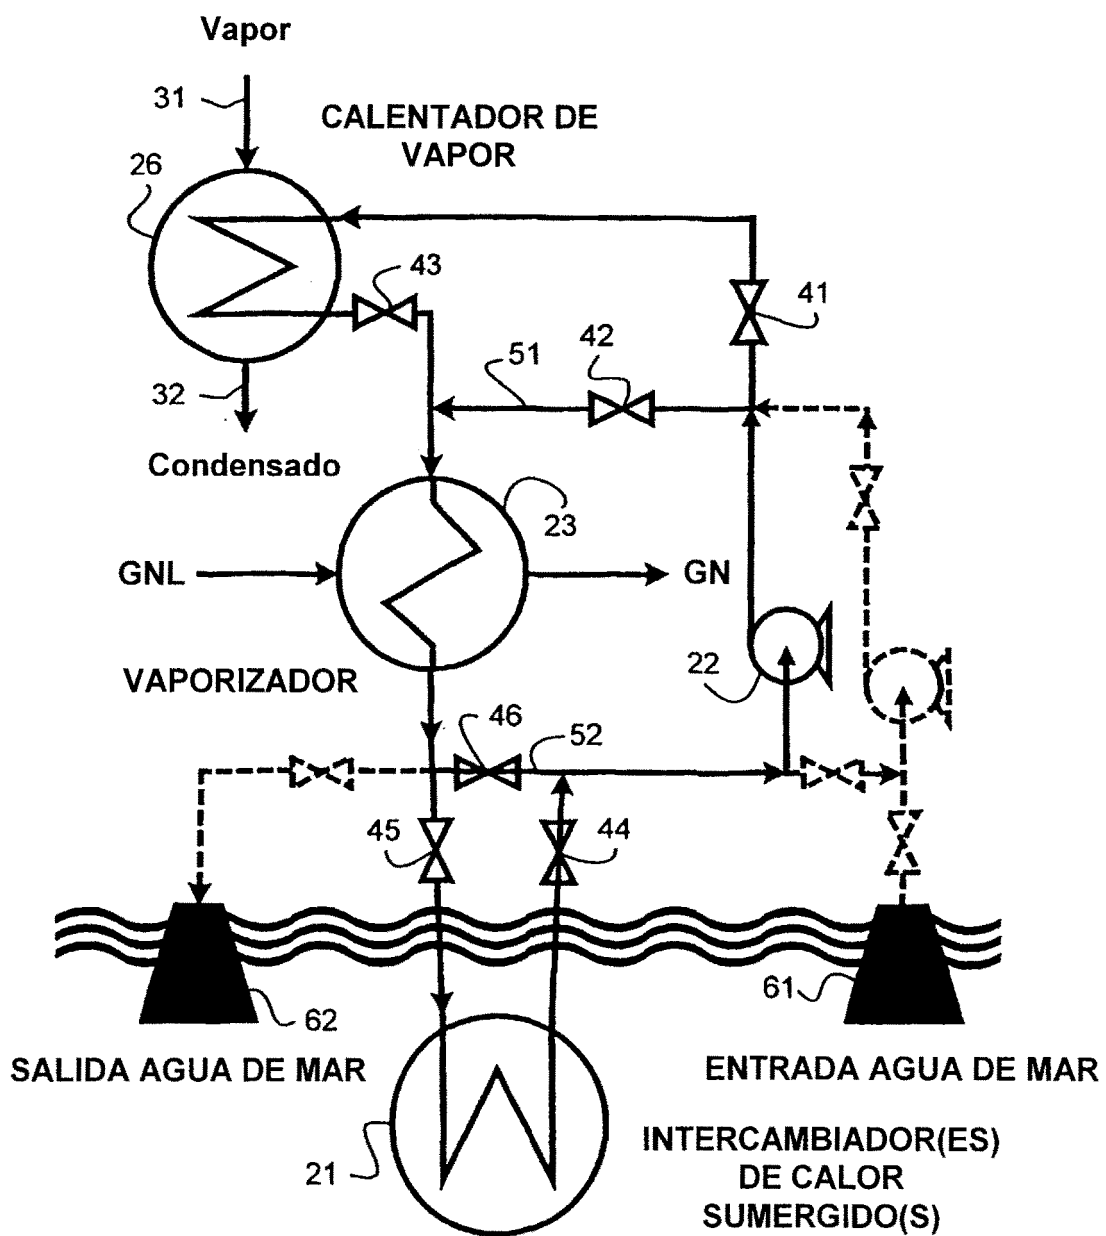 Vapor
31
CALENTADOR DE
VAPOR
26
43
41
42
51
32
Condensado
23
GNL
GN
VAPORIZADOR
22
46
52
45
44
62
61
SALIDA AGUA DE MAR
ENTRADA AGUA DE MAR
21
INTERCAMBIADOR(ES)
DE CALOR
SUMERGIDO(S)